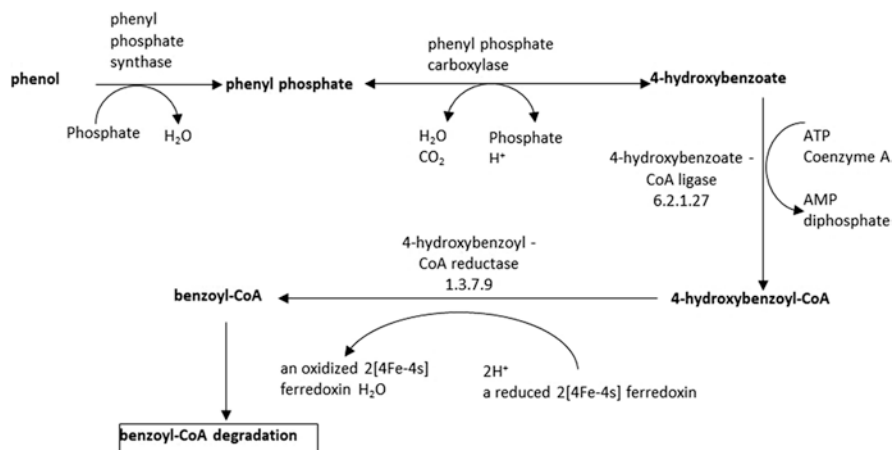 phenyl
phosphate
synthase
phenol
phenyl phosphate
phenyl phosphate
carboxylase
4-hydroxybenzoate
Phosphate
H₂O
H₂O
CO₂
Phosphate
H⁺
4-hydroxybenzoate -
CoA ligase
6.2.1.27
ATP
Coenzyme A
AMP
diphosphate
4-hydroxybenzoyl -
CoA reductase
1.3.7.9
benzoyl-CoA
4-hydroxybenzoyl-CoA
an oxidized 2[4Fe-4s]
ferredoxin H₂O
2H⁺
a reduced 2[4Fe-4s] ferredoxin
benzoyl-CoA degradation